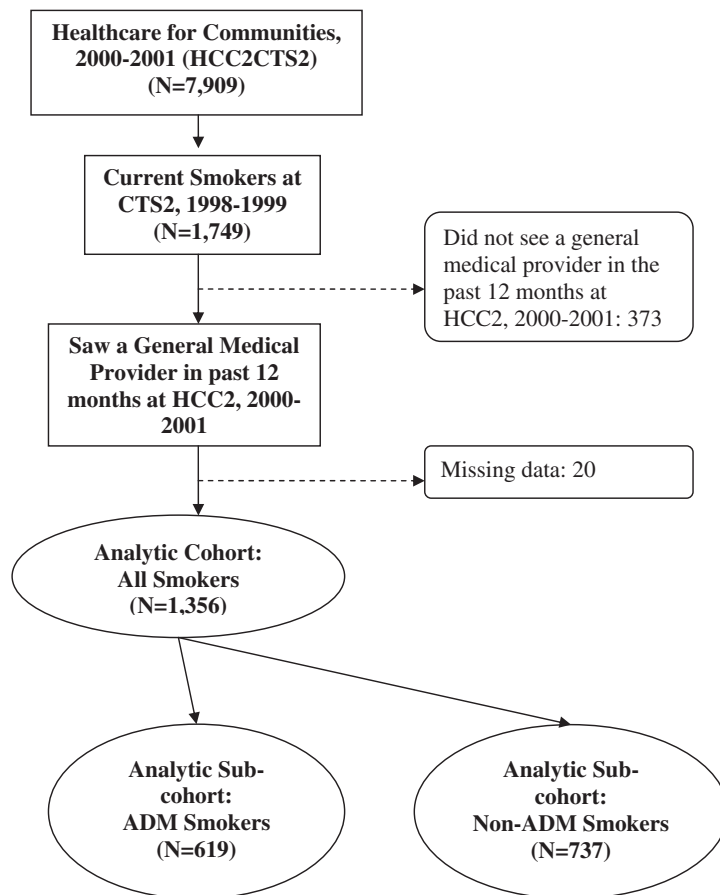 Healthcare for Communities,
2000-2001 (HCC2CTS2)
(N=7,909)
Current Smokers at
CTS2, 1998-1999
(N=1,749)
Did not see a general
medical provider in the
past 12 months at
HCC2, 2000-2001: 373
Saw a General Medical
Provider in past 12
months at HCC2, 2000-
2001
Missing data: 20
Analytic Cohort:
All Smokers
(N=1,356)
Analytic Sub-
cohort:
ADM Smokers
(N=619)
Analytic Sub-
cohort:
Non-ADM Smokers
(N=737)